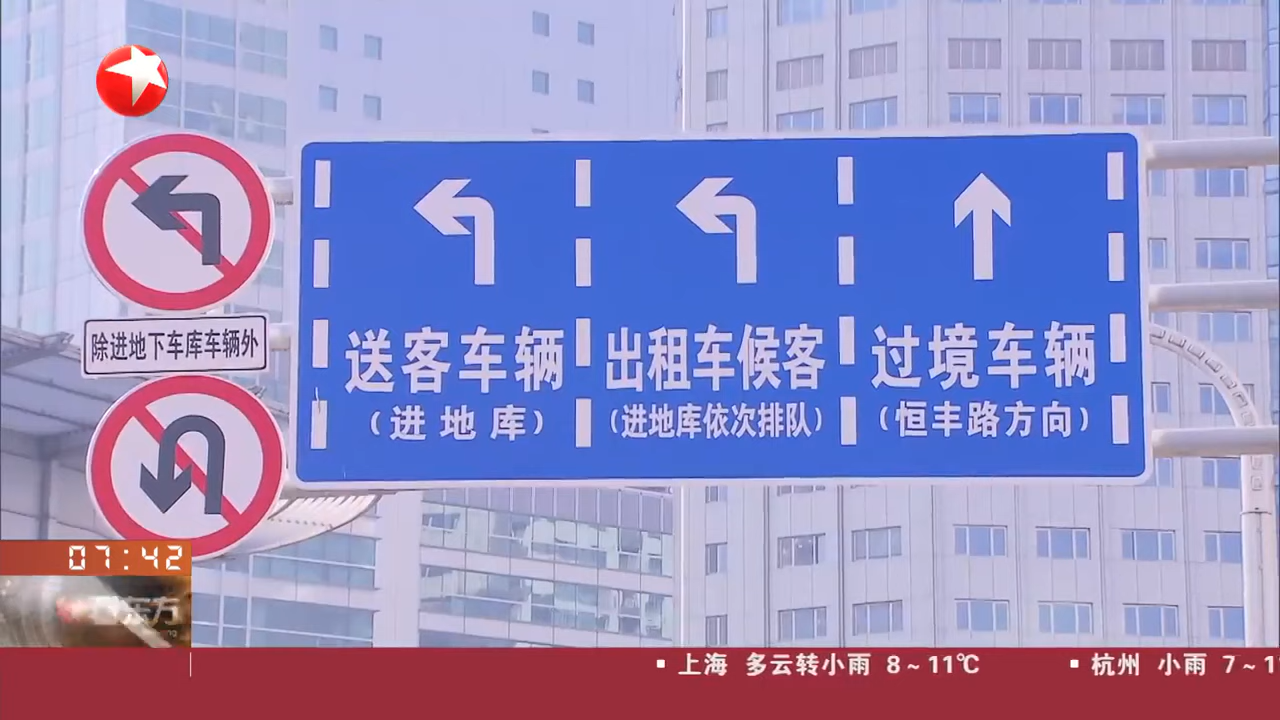 除进地下车库车辆外
送客车辆
（进地库）
出租车候客
（进地库依次排队）
过境车辆
（恒丰路方向）
07:42
东方
上海 多云转小雨 8~11℃
杭州 小雨 7~1